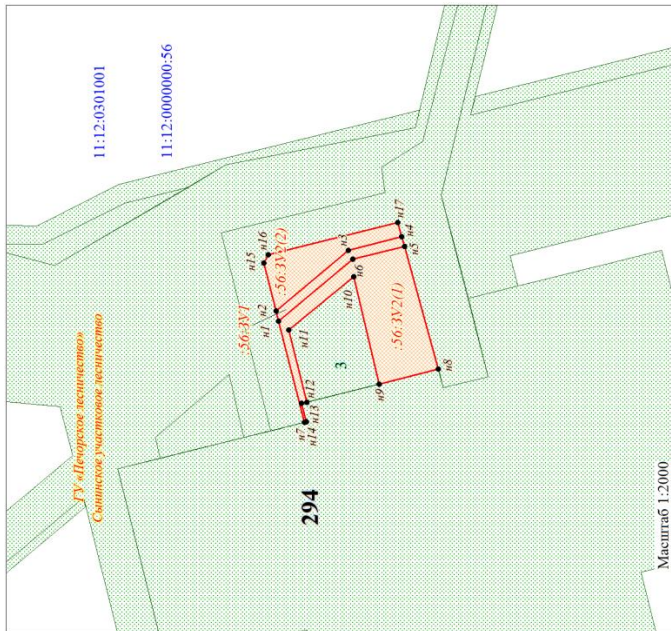 ГУ «Печорское лесничество»
Сынинское участковое лесничество
11:12:0301001
11:12:0000000:56
:56:ЗУ1
н15
н16
:56:ЗУ2(2)
н1
н2
н3
н6
н17
н4
н5
н10
н11
:56:ЗУ2(1)
3
н12
н13
н7
н14
н9
н8
294
Масштаб 1:2000